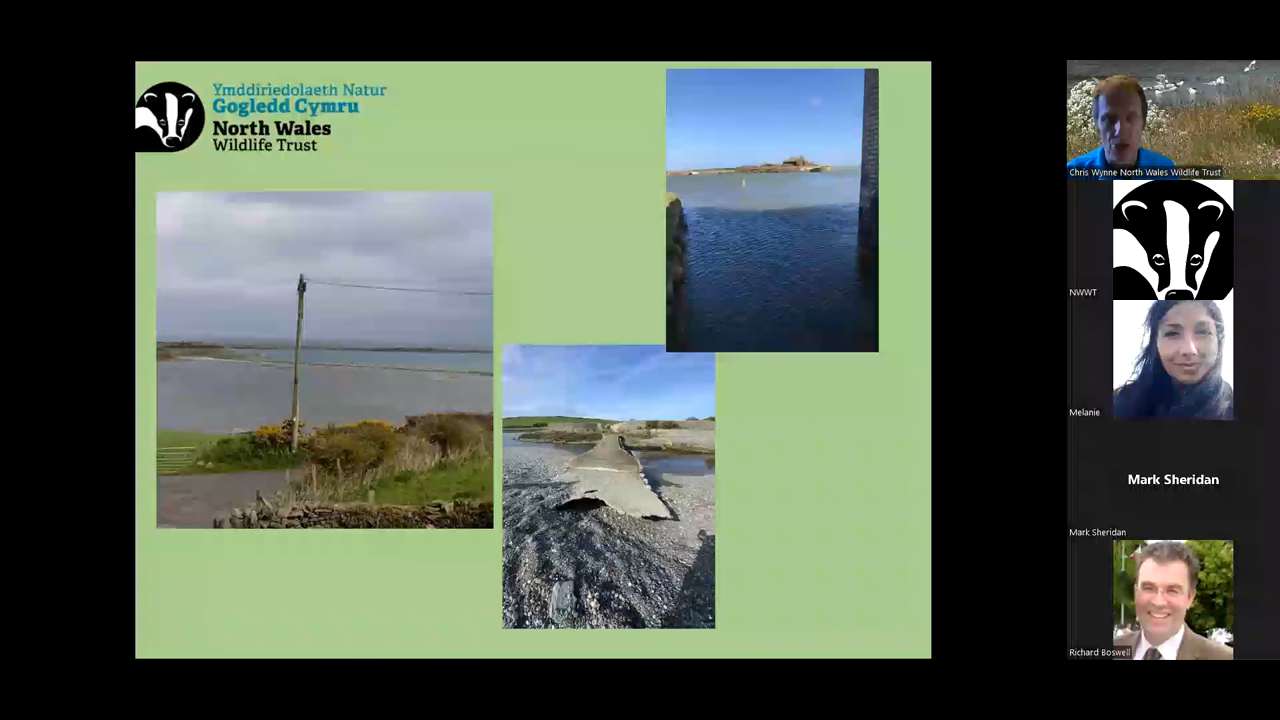 Ymddiriedolaeth Natur
Gogledd Cymru
North Wales
Wildlife Trust
Chris Wynne North Wales Wildlife Trust
NWWT
Melanie
Mark Sheridan
Mark Sheridan
Richard Boswell